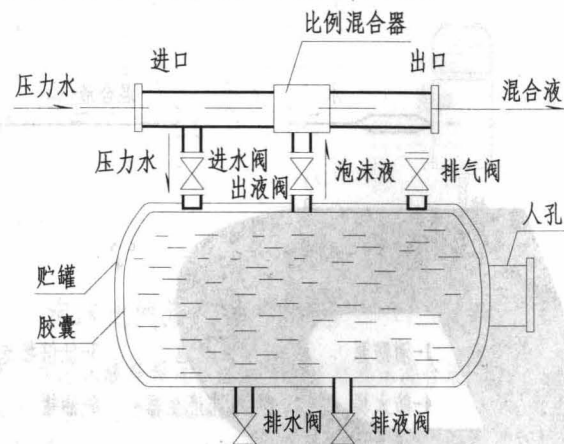 比例混合器
进口
出口
压力水
混合液
压力水
进水阀
出液阀
泡沫液
排气阀
人孔
贮罐
胶囊
排水阀
排液阀